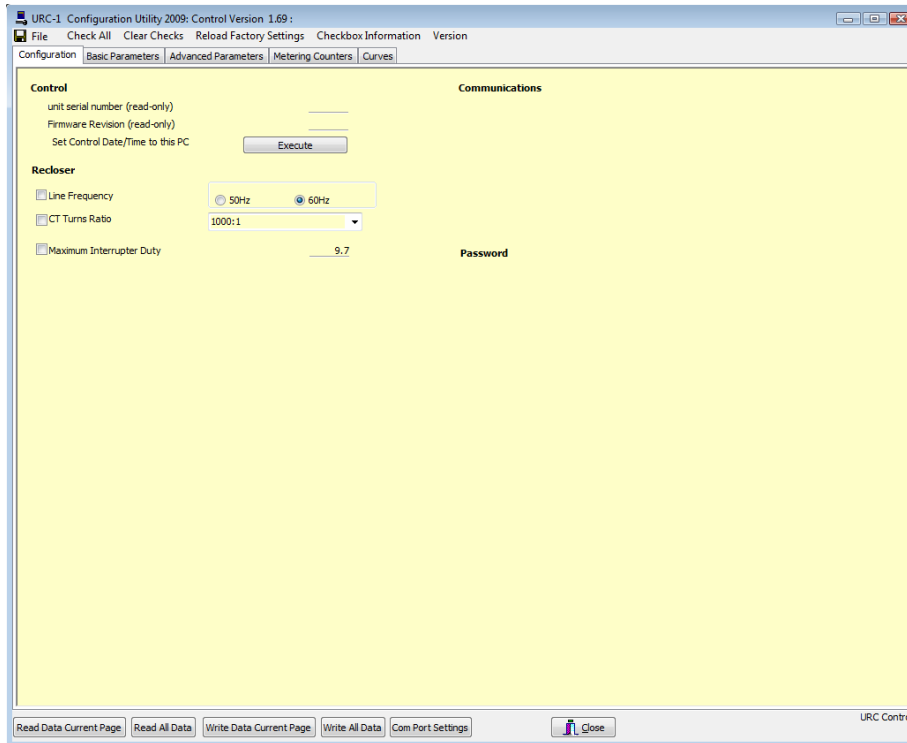 URC-1 Configuration Utility 2009: Control Version 1.69 :
File Check All Clear Checks Reload Factory Settings Checkbox Information Version
Configuration Basic Parameters Advanced Parameters Metering Counters Curves
Control Communications
unit serial number (read-only)
Firmware Revision (read-only)
Set Control Date/Time to this PC Execute
Recloser
Line Frequency 50Hz 60Hz
CT Turns Ratio 1000:1
Maximum Interrupter Duty 9.7 Password
Read Data Current Page Read All Data Write Data Current Page Write All Data Com Port Settings Close URC Contro